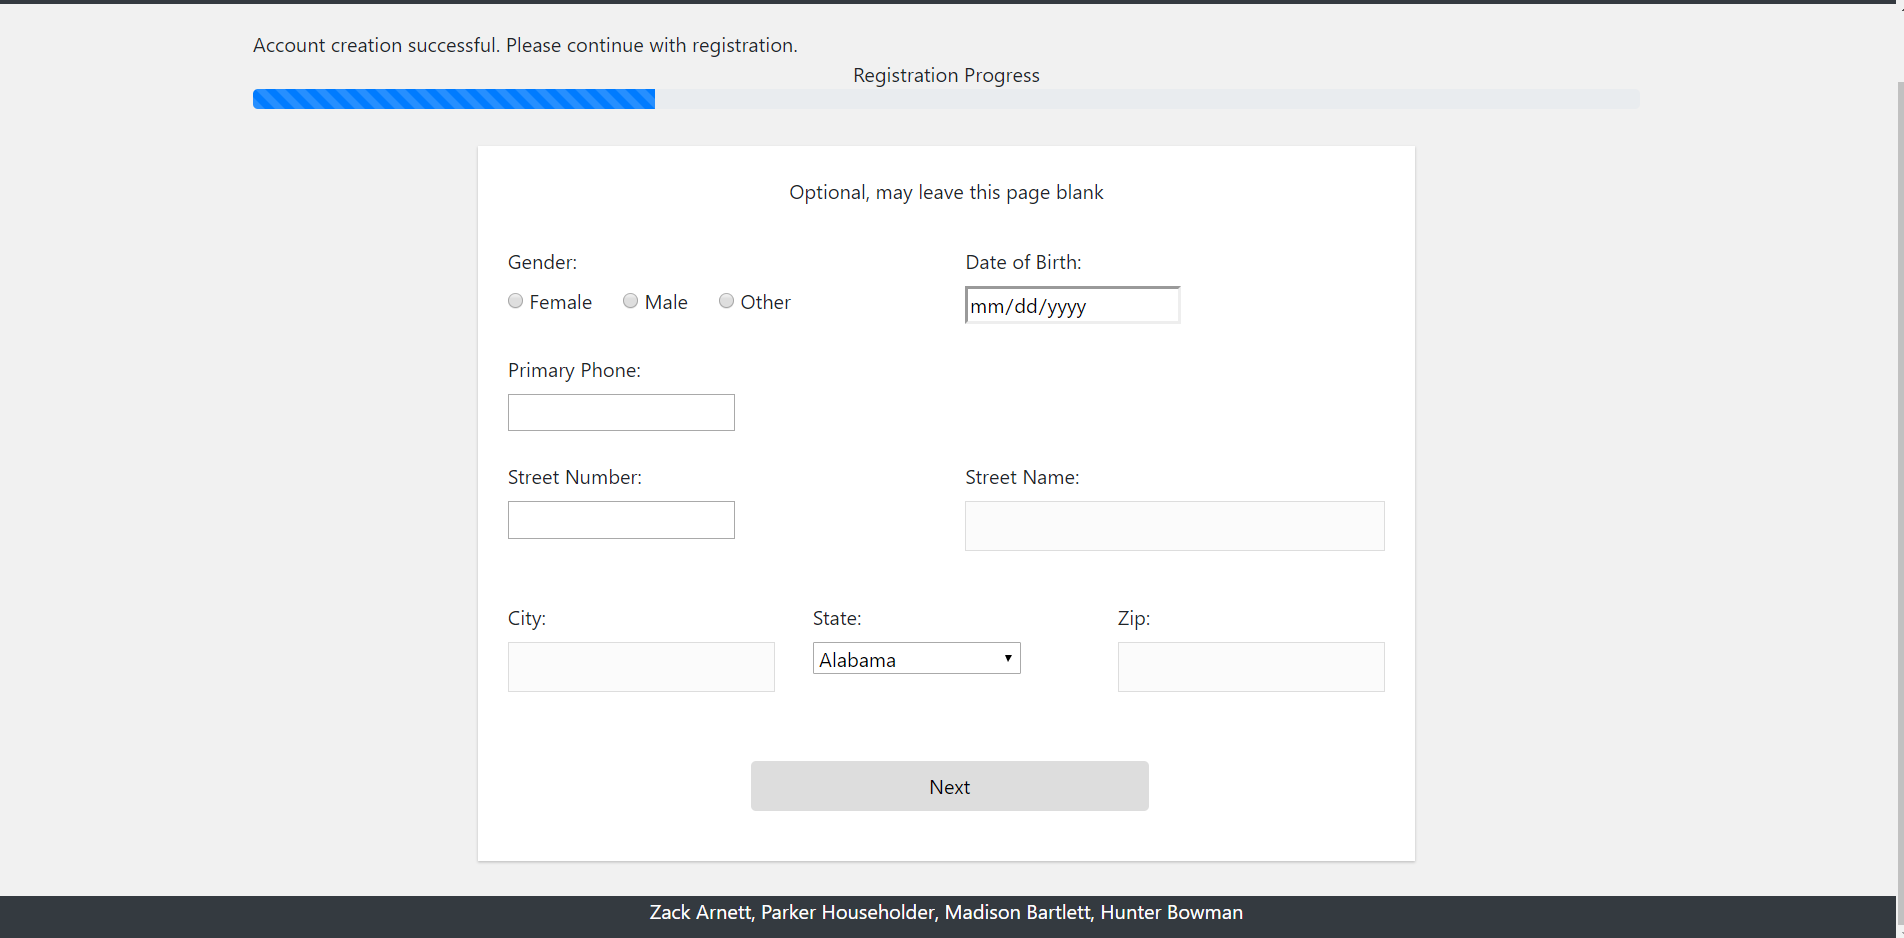 Account creation successful. Please continue with registration.
Registration Progress
Optional, may leave this page blank
Gender:
Date of Birth:
Female Male Other
mm/dd/yyyy
Primary Phone:
Street Number:
Street Name:
City:
State:
Zip:
Alabama
Next
Zack Arnett, Parker Householder, Madison Bartlett, Hunter Bowman